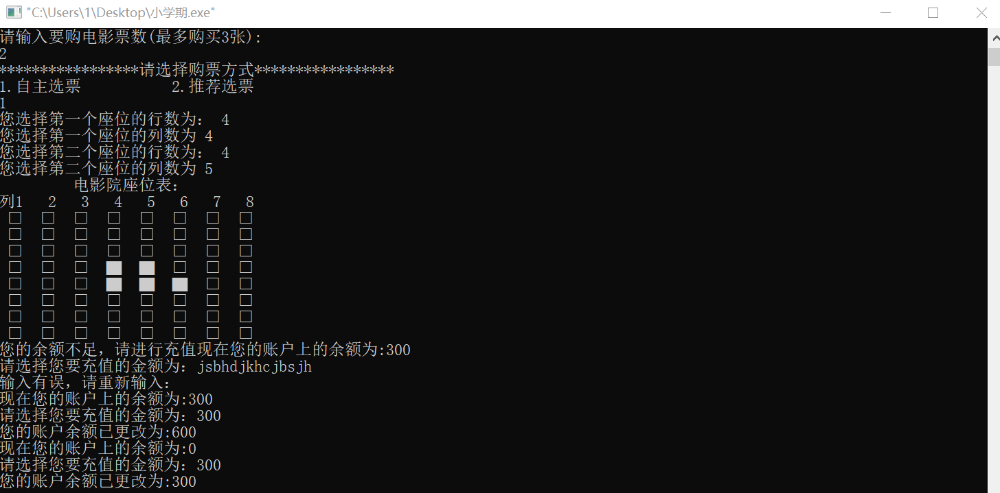 "C:\Users\1\Desktop\小学期.exe"
请输入要购电影票数(最多购买3张):
2
*****************请选择购票方式*****************
1.自主选票           2.推荐选票
1
您选择第一个座位的行数为： 4
您选择第一个座位的列数为 4
您选择第二个座位的行数为： 4
您选择第二个座位的列数为 5
         电影院座位表：
列1   2   3   4   5   6   7   8
 □  □  □  □  □  □  □  □
 □  □  □  □  □  □  □  □
 □  □  □  □  □  □  □  □
 □  □  □  ■  ■  □  □  □
 □  □  □  ■  ■  ■  □  □
 □  □  □  □  □  □  □  □
 □  □  □  □  □  □  □  □
 □  □  □  □  □  □  □  □
您的余额不足，请进行充值现在您的账户上的余额为:300
请选择您要充值的金额为：jsbhdjkhcjbsjh
输入有误，请重新输入：
现在您的账户上的余额为:300
请选择您要充值的金额为：300
您的账户余额已更改为:600
现在您的账户上的余额为:0
请选择您要充值的金额为：300
您的账户余额已更改为:300